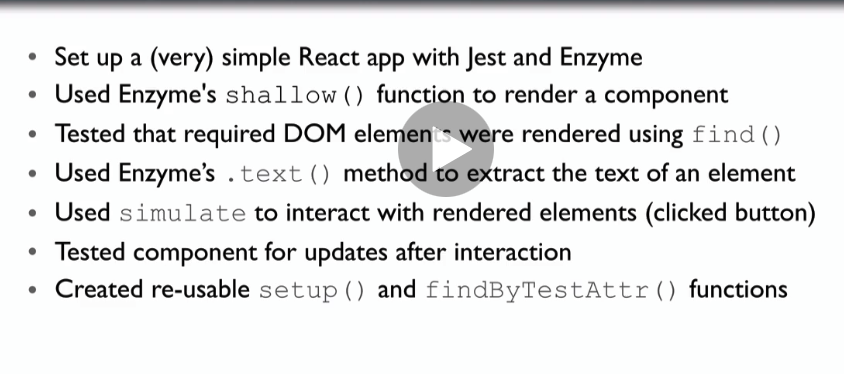 • Set up a (very) simple React app with Jest and Enzyme
• Used Enzyme's shallow() function to render a component
• Tested that required DOM elements were rendered using find()
• Used Enzyme’s .text() method to extract the text of an element
• Used simulate to interact with rendered elements (clicked button)
• Tested component for updates after interaction
• Created re-usable setup() and findByTestAttr() functions